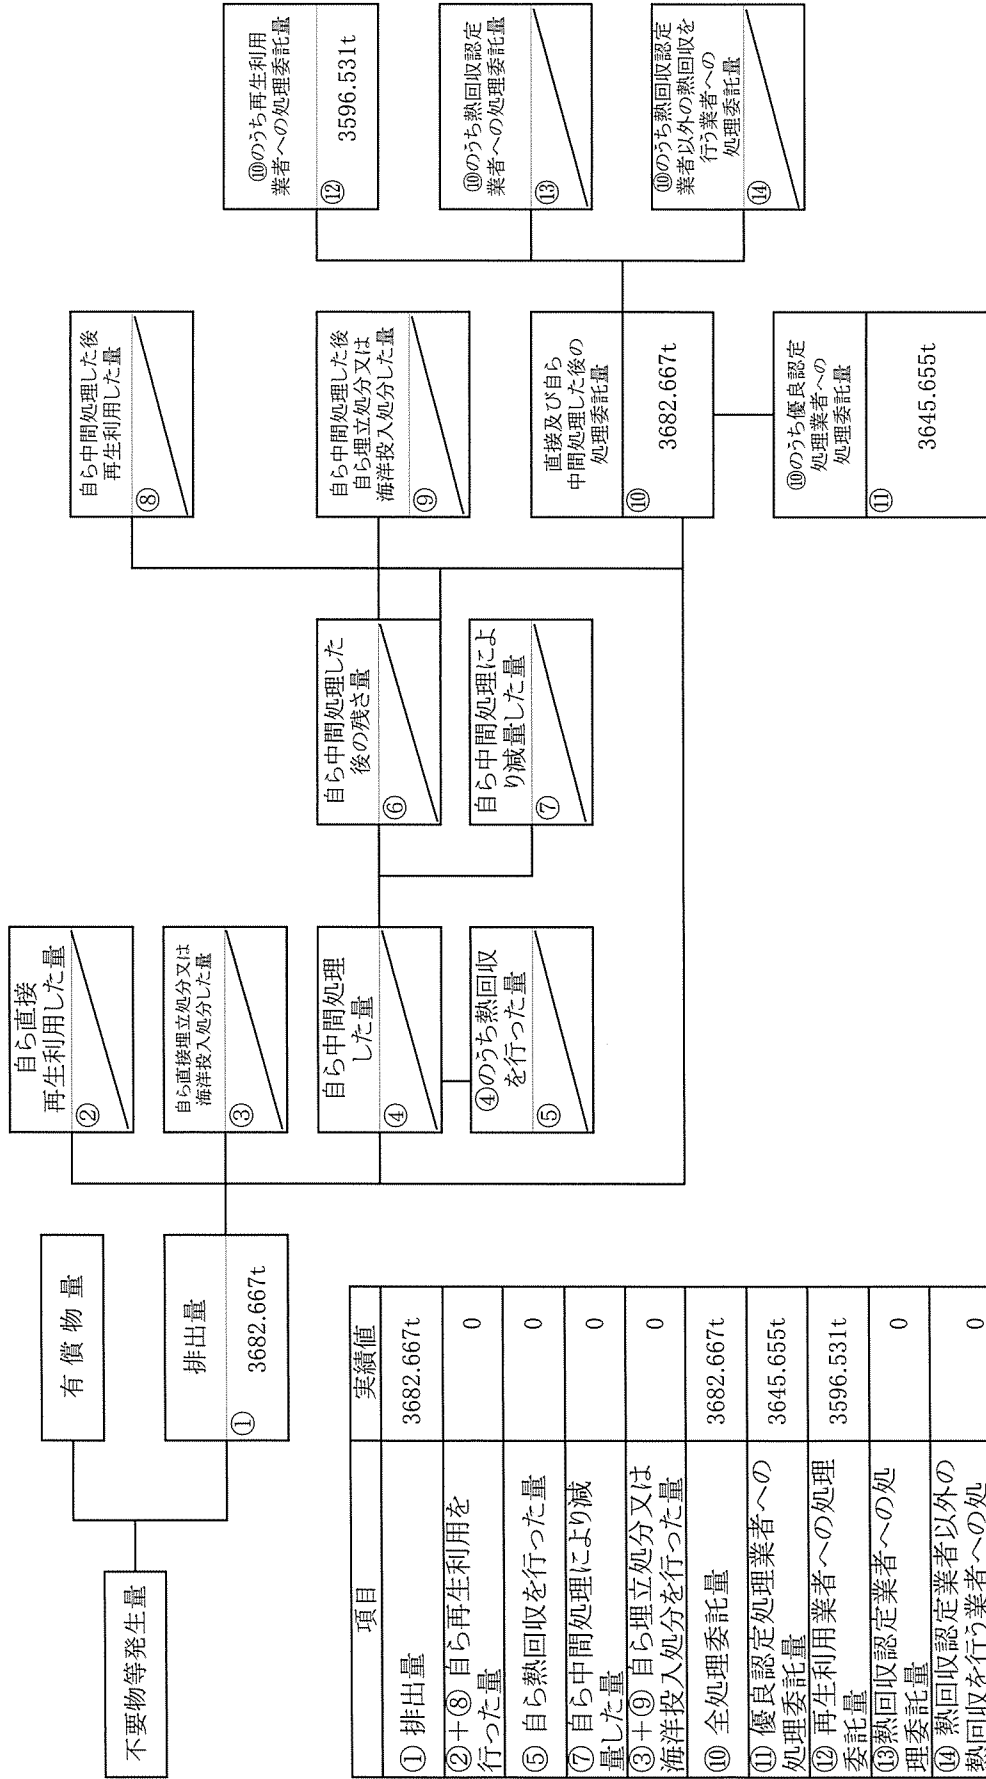 不要物等発生量
有償物量
排出量
①
3682.667t
自ら直接
再生利用した量
②
自ら直接埋立処分又は
海洋投入処分した量
③
自ら中間処理
した量
④
④のうち熱回収
を行った量
⑤
自ら中間処理した
後の残さ量
⑥
自ら中間処理によ
り減量した量
⑦
自ら中間処理した後
再生利用した量
⑧
自ら中間処理した後
自ら埋立処分又は
海洋投入処分した量
⑨
直接及び自ら
中間処理した後の
処理委託量
⑩
3682.667t
⑩のうち優良認定
処理業者への
処理委託量
⑪
3645.655t
⑩のうち再生利用
業者への処理委託量
⑫
3596.531t
⑩のうち熱回収認定
業者への処理委託量
⑬
⑩のうち熱回収認定
業者以外の熱回収を
行う業者への
処理委託量
⑭
項目 実績値
①排出量 3682.667t
②+⑧ 自ら再生利用を
行った量 0
⑤ 自ら熱回収を行った量 0
⑦ 自ら中間処理により減
量した量 0
③+⑨ 自ら埋立処分又は
海洋投入処分を行った量 0
⑩ 全処理委託量 3682.667t
⑪ 優良認定処理業者への
処理委託量 3645.655t
⑫ 再生利用業者への処理
委託量 3596.531t
⑬熱回収認定業者への処
理委託量 0
⑭ 熱回収認定業者以外の
熱回収を行う業者への処 0